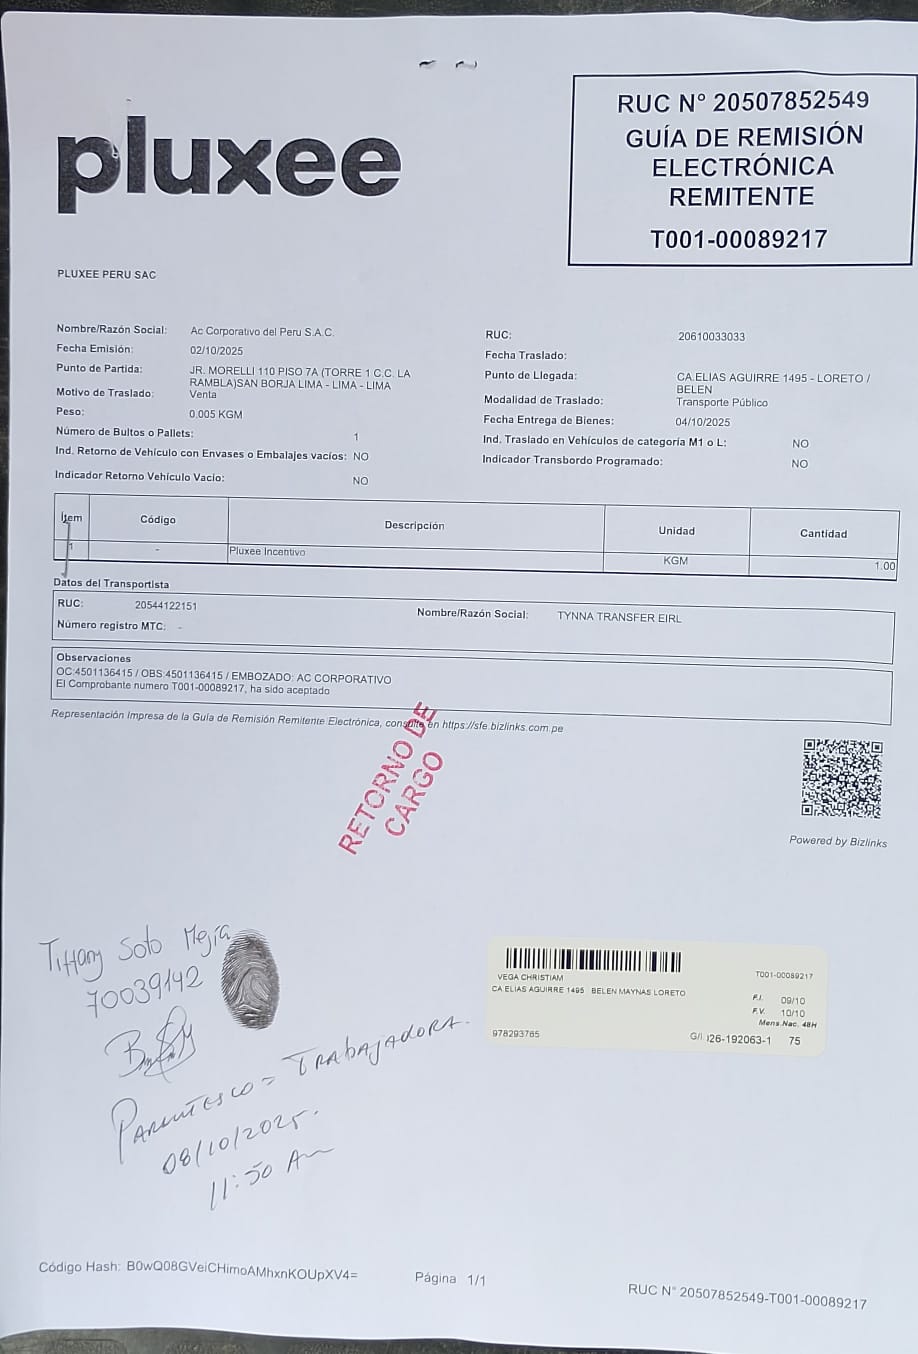 pluxee
RUC N° 20507852549
GUÍA DE REMISIÓN
ELECTRÓNICA
REMITENTE
T001-00089217
PLUXEE PERU SAC
Nombre/Razón Social: Ac Corporativo del Peru S.A.C.
Fecha Emisión: 02/10/2025
Punto de Partida: JR. MORELLI 110 PISO 7A (TORRE 1 C.C. LA
RAMBLA)SAN BORJA LIMA - LIMA - LIMA
Motivo de Traslado: Venta
Peso: 0.005 KGM
Número de Bultos o Pallets: 1
Ind. Retorno de Vehículo con Envases o Embalajes vacíos: NO
Indicador Retorno Vehículo Vacio: NO
RUC: 20610033033
Fecha Traslado:
Punto de Llegada: CA.ELIAS AGUIRRE 1495 - LORETO /
BELEN
Modalidad de Traslado: Transporte Público
Fecha Entrega de Bienes: 04/10/2025
Ind. Traslado en Vehículos de categoría M1 o L: NO
Indicador Transbordo Programado: NO
Ítem Código Descripción Unidad Cantidad
1 - Pluxee Incentivo KGM 1.00
Datos del Transportista
RUC: 20544122151 Nombre/Razón Social: TYNNA TRANSFER EIRL
Número registro MTC: -
Observaciones
OC:4501136415 / OBS:4501136415 / EMBOZADO: AC CORPORATIVO
El Comprobante numero T001-00089217, ha sido aceptado
Representación Impresa de la Guía de Remisión Remitente Electrónica, consulte en https://sfe.bizlinks.com.pe
RETORNO DE
CARGO
Powered by Bizlinks
Tiffany Soto Mejía
70039142
PARENTESCO = TRABAJADORA.
08/10/2025.
11:50 Am
VEGA CHRISTIAM
CA ELIAS AGUIRRE 1495 BELEN MAYNAS LORETO
978293765
T001-00089217
F.I. 09/10
F.V. 10/10
Mens.Nac. 48H
G/I 026-192063-1 75
Código Hash: B0wQ08GVeiCHimoAMhxnKOUpXV4=
Página 1/1
RUC N° 20507852549-T001-00089217